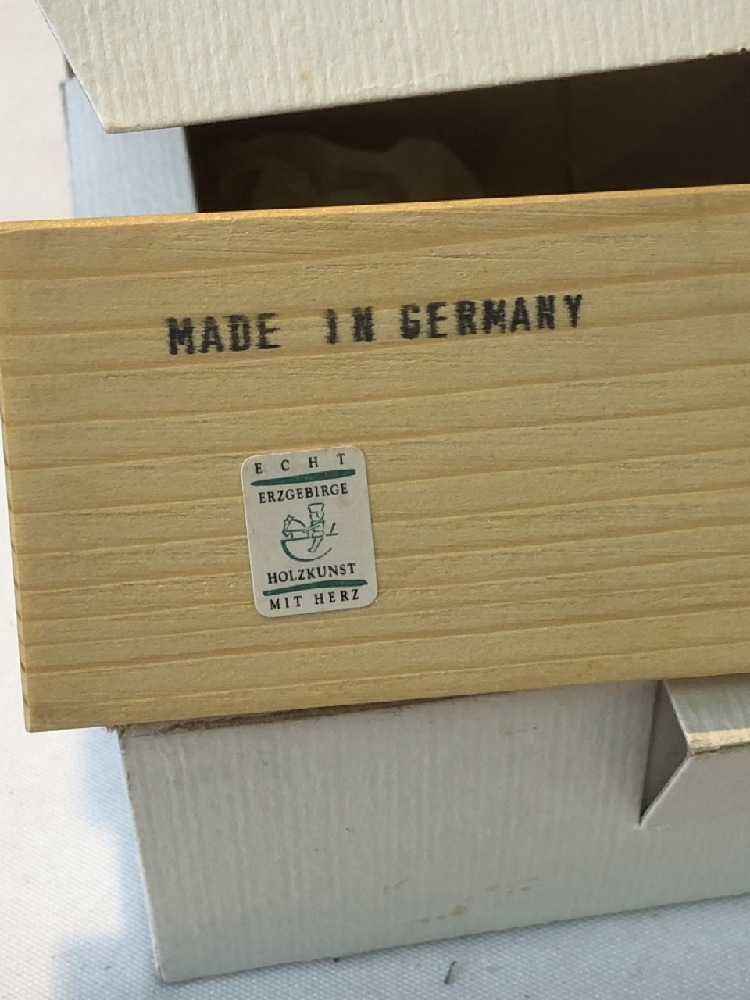 MADE IN GERMANY
ECHT
ERZGEBIRGE
HOLZKUNST
MIT HERZ